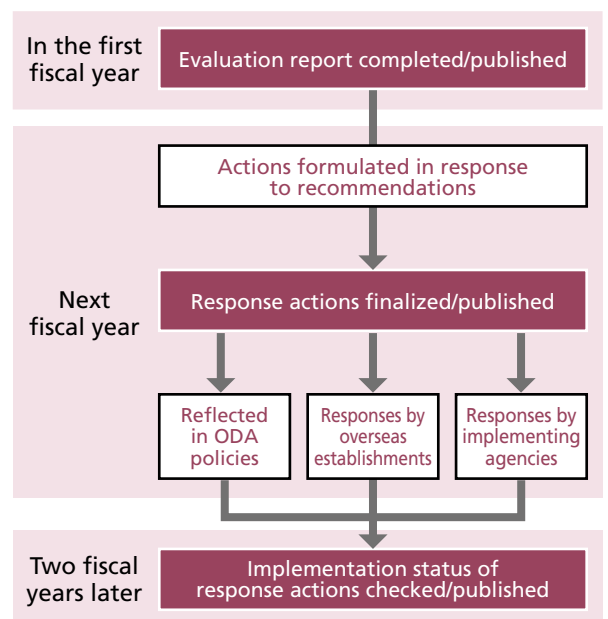 In the first
fiscal year
Evaluation report completed/published
Next
fiscal year
Actions formulated in response
to recommendations
Response actions finalized/published
Reflected
in ODA
policies
Responses by
overseas
establishments
Responses by
implementing
agencies
Two fiscal
years later
Implementation status of
response actions checked/published